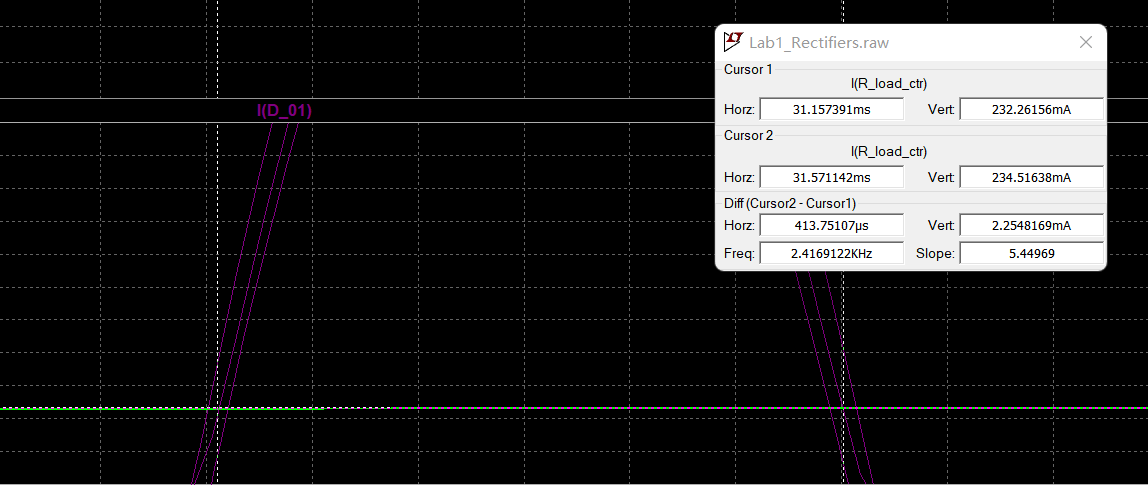 Lab1_Rectifiers.raw
Cursor 1
I(R_load_ctr)
Horz: 31.157391ms Vert: 232.26156mA
Cursor 2
I(R_load_ctr)
Horz: 31.571142ms Vert: 234.51638mA
Diff (Cursor2 - Cursor1)
Horz: 413.75107µs Vert: 2.2548169mA
Freq: 2.4169122KHz Slope: 5.44969
I(D_01)